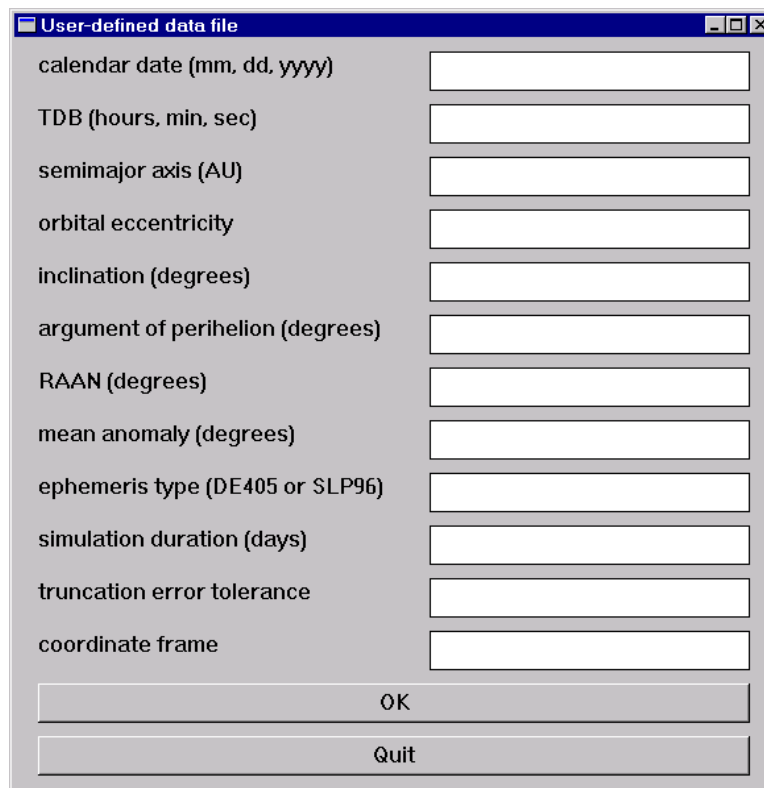 User-defined data file
calendar date (mm, dd, yyyy)
TDB (hours, min, sec)
semimajor axis (AU)
orbital eccentricity
inclination (degrees)
argument of perihelion (degrees)
RAAN (degrees)
mean anomaly (degrees)
ephemeris type (DE405 or SLP96)
simulation duration (days)
truncation error tolerance
coordinate frame
OK
Quit